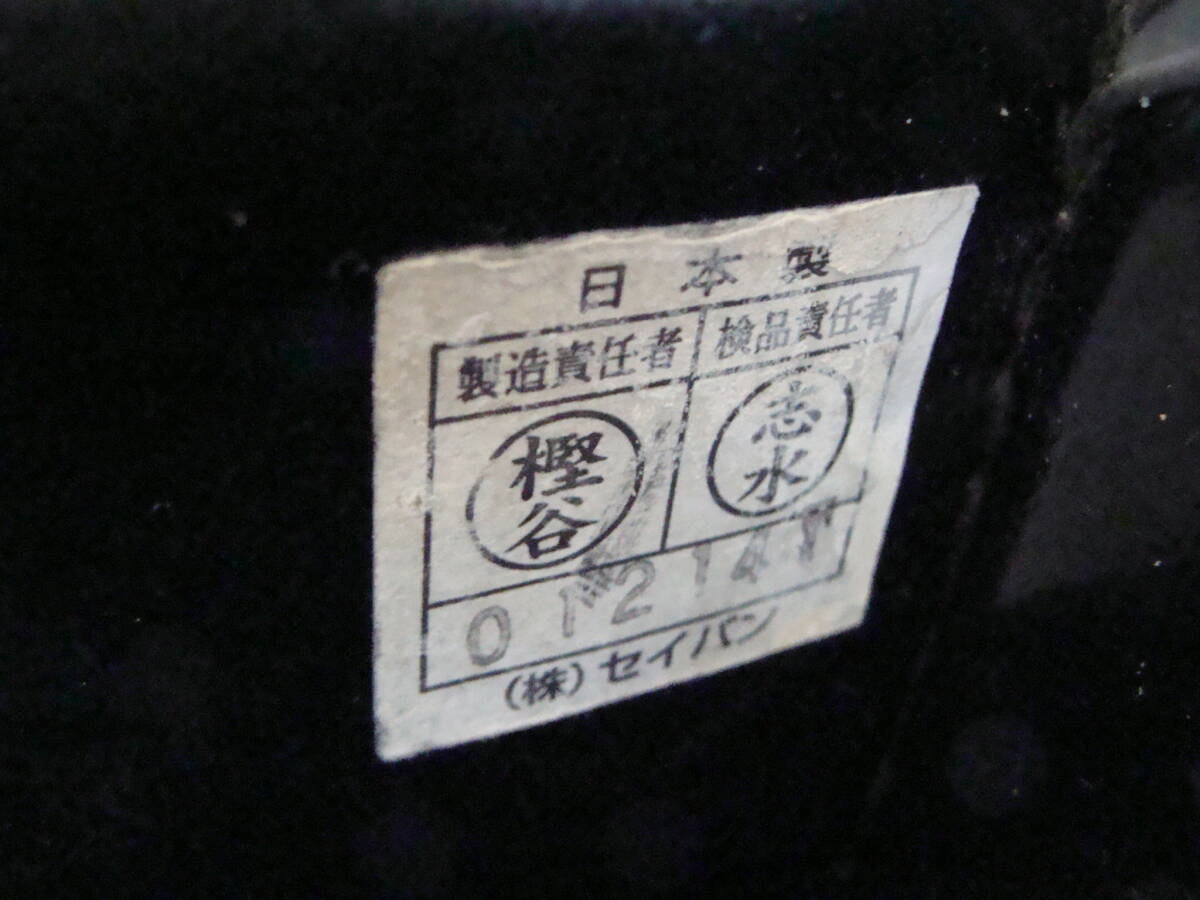 日本製
製造責任者 検品責任者
樫谷 志水
012141
(株)セイバン